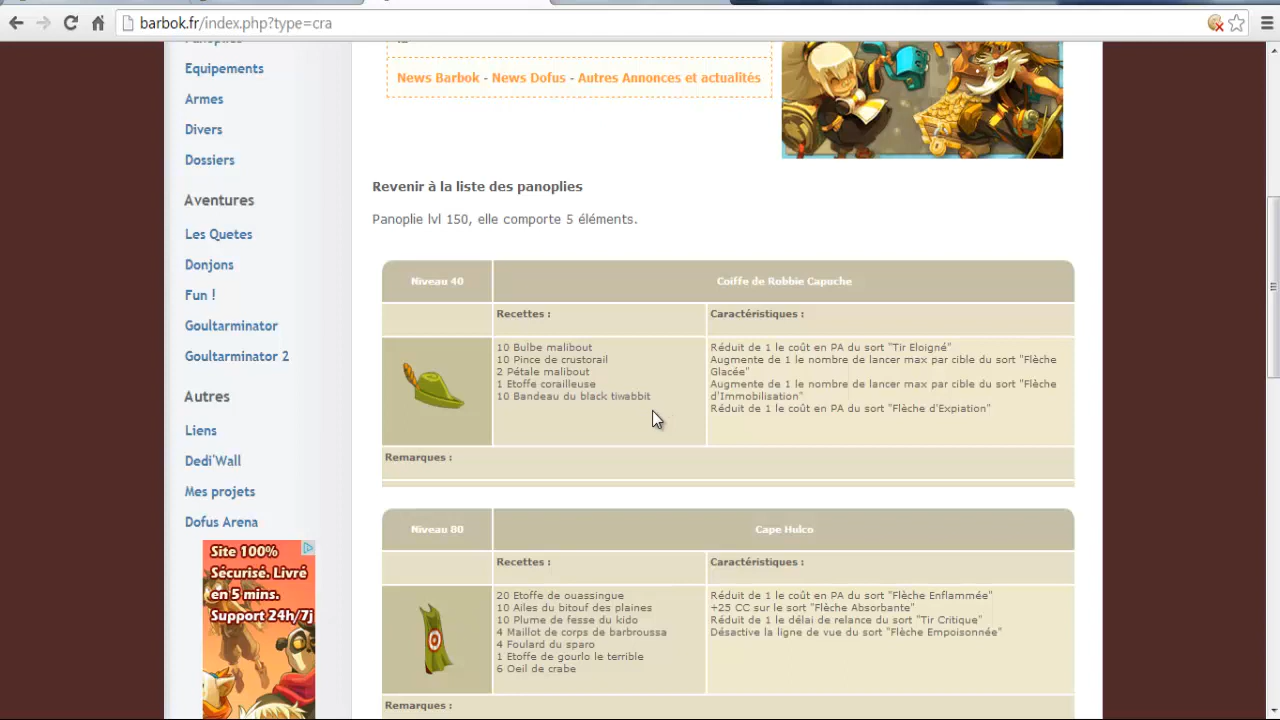 barbok.fr/index.php?type=cra
Equipements
Armes
Divers
Dossiers
Aventures
Les Quetes
Donjons
Fun !
Goultarminator
Goultarminator 2
Autres
Liens
Dedi'Wall
Mes projets
Dofus Arena
Site 100%
Sécurisé. Livré
en 5 mins.
Support 24h/7j
News Barbok - News Dofus - Autres Annonces et actualités
Revenir à la liste des panoplies
Panoplie lvl 150, elle comporte 5 éléments.
Niveau 40
Coiffe de Robbie Capuche
Recettes :
Caractéristiques :
10 Bulbe malibout
10 Pince de crustorail
2 Pétale malibout
1 Etoffe corailleuse
10 Bandeau du black tiwabbit
Réduit de 1 le coût en PA du sort "Tir Eloigné"
Augmente de 1 le nombre de lancer max par cible du sort "Flèche
Glacée"
Augmente de 1 le nombre de lancer max par cible du sort "Flèche
d'Immobilisation"
Réduit de 1 le coût en PA du sort "Flèche d'Expiation"
Remarques :
Niveau 80
Cape Hulco
Recettes :
Caractéristiques :
20 Etoffe de ouassingue
10 Ailes du bitouf des plaines
10 Plume de fesse du kido
4 Maillot de corps de barbroussa
4 Foulard du sparo
1 Etoffe de gourlo le terrible
6 Oeil de crabe
Réduit de 1 le coût en PA du sort "Flèche Enflammée"
+25 CC sur le sort "Flèche Absorbante"
Réduit de 1 le délai de relance du sort "Tir Critique"
Désactive la ligne de vue du sort "Flèche Empoisonnée"
Remarques :